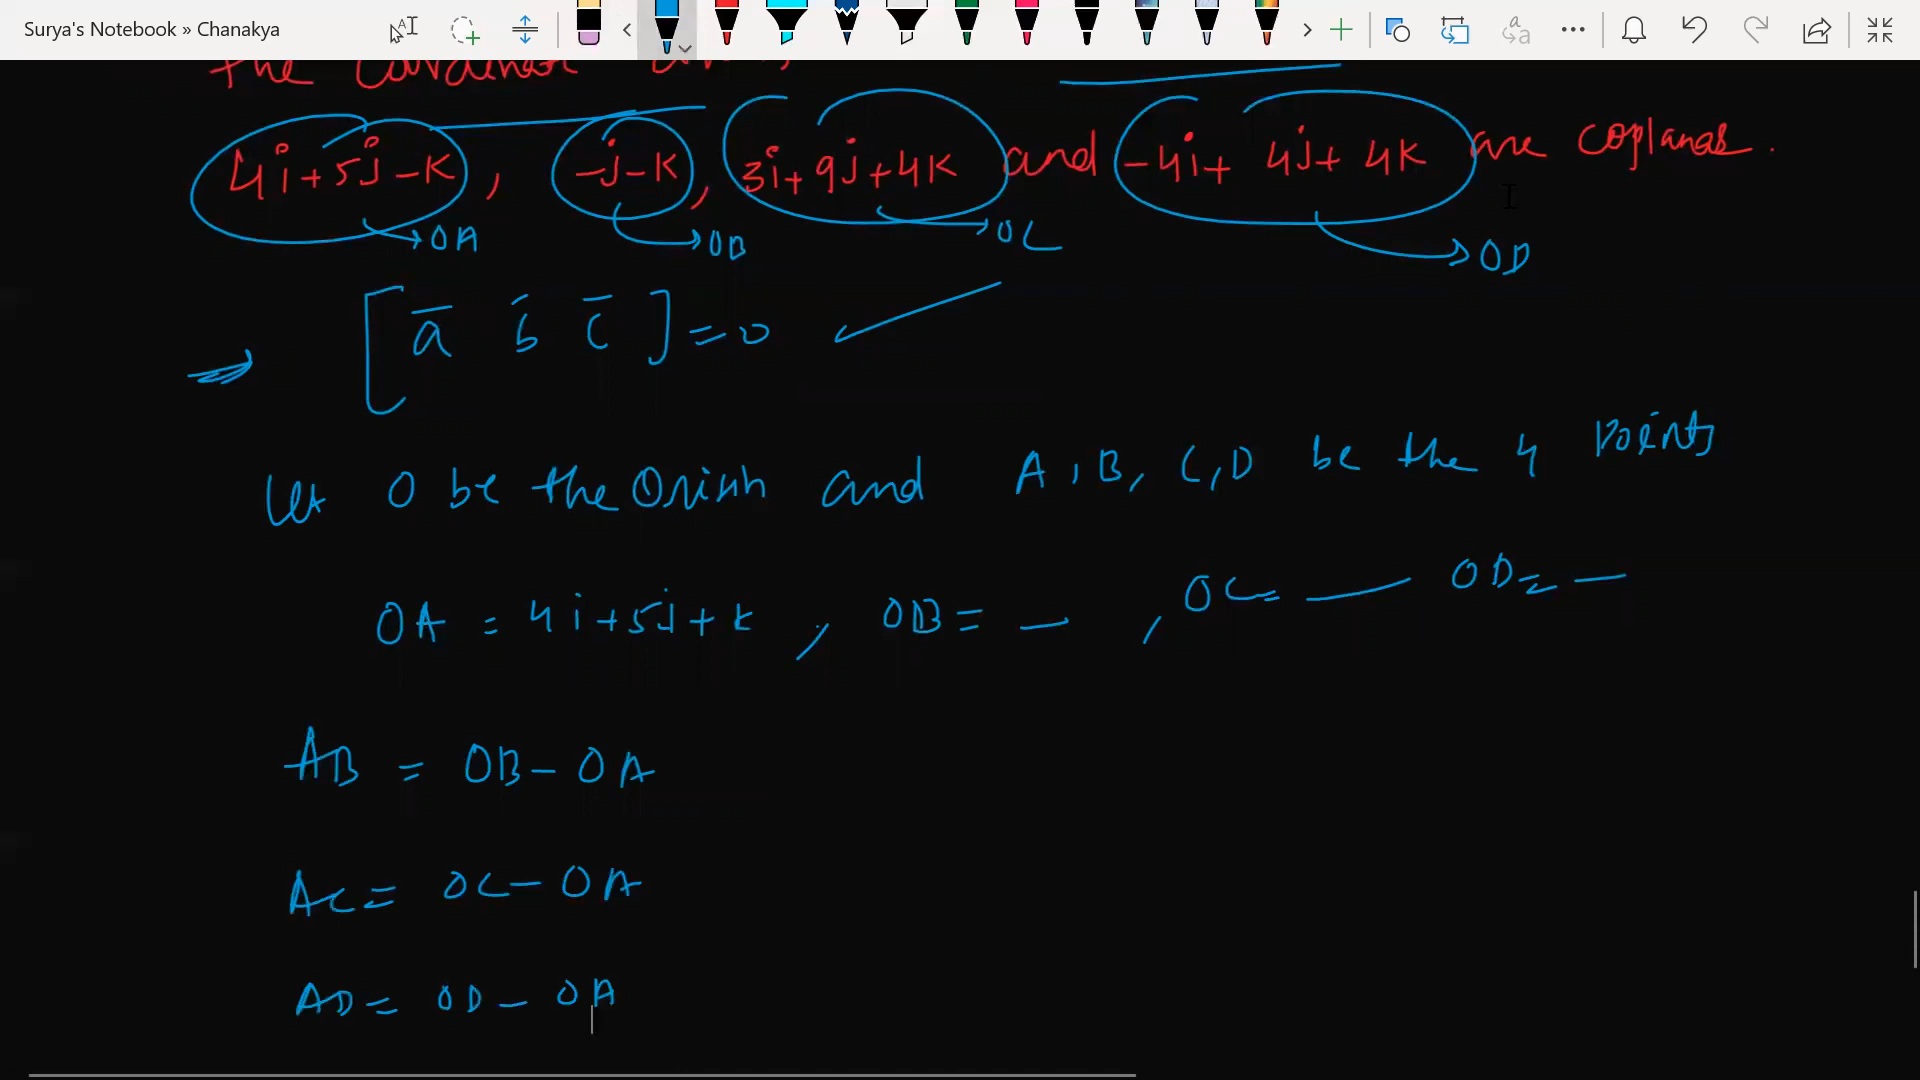 Surya's Notebook » Chanakya
the
4i+5j-K, -j-K, 3i+9j+4K and -4i+ 4j+ 4K are coplanar.
→OA →OB →OC →OD
⇒ [a̅ b̅ c̅]=0
Let O be the Origin and A, B, C, D be the 4 Points
OA = 4i+5j+k, OB = —, OC= — OD= —
AB = OB-OA
AC= OC-OA
AD= OD-OA